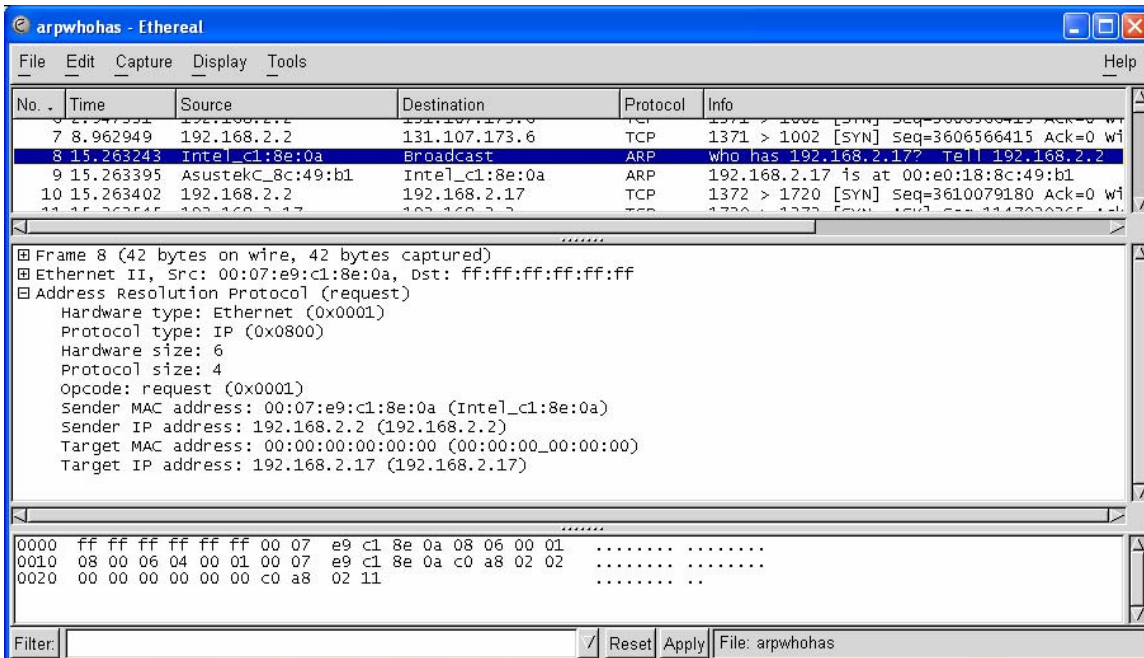 arpwhohas - Ethereal
File Edit Capture Display Tools Help
No. . Time Source Destination Protocol Info
7 8.962949 192.168.2.2 131.107.173.6 TCP 1371 > 1002 [SYN] Seq=3606566415 Ack=0 Wi
8 15.263243 Intel_c1:8e:0a Broadcast ARP who has 192.168.2.17? Tell 192.168.2.2
9 15.263395 AsustekC_8c:49:b1 Intel_c1:8e:0a ARP 192.168.2.17 is at 00:e0:18:8c:49:b1
10 15.263402 192.168.2.2 192.168.2.17 TCP 1372 > 1720 [SYN] Seq=3610079180 Ack=0 Wi
Frame 8 (42 bytes on wire, 42 bytes captured)
Ethernet II, Src: 00:07:e9:c1:8e:0a, Dst: ff:ff:ff:ff:ff:ff
Address Resolution Protocol (request)
Hardware type: Ethernet (0x0001)
Protocol type: IP (0x0800)
Hardware size: 6
Protocol size: 4
Opcode: request (0x0001)
Sender MAC address: 00:07:e9:c1:8e:0a (Intel_c1:8e:0a)
Sender IP address: 192.168.2.2 (192.168.2.2)
Target MAC address: 00:00:00:00:00:00 (00:00:00_00:00:00)
Target IP address: 192.168.2.17 (192.168.2.17)
0000 ff ff ff ff ff ff 00 07 e9 c1 8e 0a 08 06 00 01 ........ ........
0010 08 00 06 04 00 01 00 07 e9 c1 8e 0a c0 a8 02 02 ........ ........
0020 00 00 00 00 00 00 c0 a8 02 11 ........ ..
Filter: Reset Apply File: arpwhohas